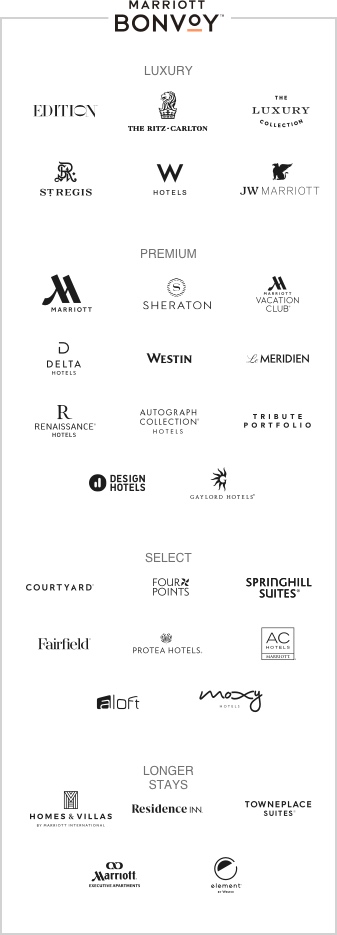 MARRIOTT
BONVOY™
LUXURY
EDITION
THE RITZ-CARLTON
THE
LUXURY
COLLECTION
ST REGIS
W
HOTELS
JW MARRIOTT
PREMIUM
MARRIOTT
S
SHERATON
MARRIOTT
VACATION
CLUB
D
DELTA
HOTELS
WESTIN
Le MERIDIEN
R
RENAISSANCE®
HOTELS
AUTOGRAPH
COLLECTION®
HOTELS
TRIBUTE
PORTFOLIO
DESIGN
HOTELS
GAYLORD HOTELS®
SELECT
COURTYARD
FOUR
POINTS
SPRINGHILL
SUITES®
Fairfield
PROTEA HOTELS.
AC
HOTELS
MARRIOTT
aloft
moxy
HOTELS
LONGER
STAYS
HOMES & VILLAS
BY MARRIOTT INTERNATIONAL
Residence INN.
TOWNEPLACE
SUITES®
Marriott
EXECUTIVE APARTMENTS
element
BY WESTIN